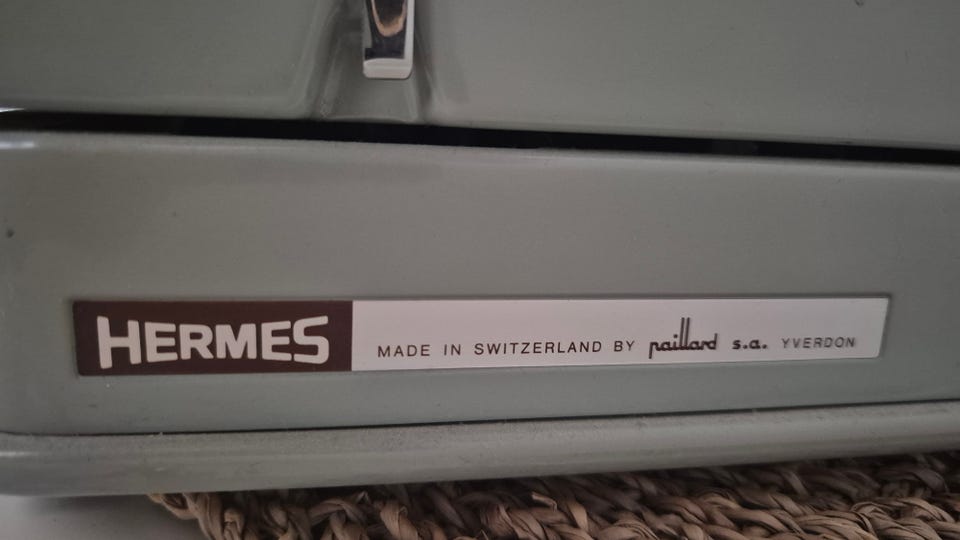 HERMES MADE IN SWITZERLAND BY paillard s.a. YVERDON